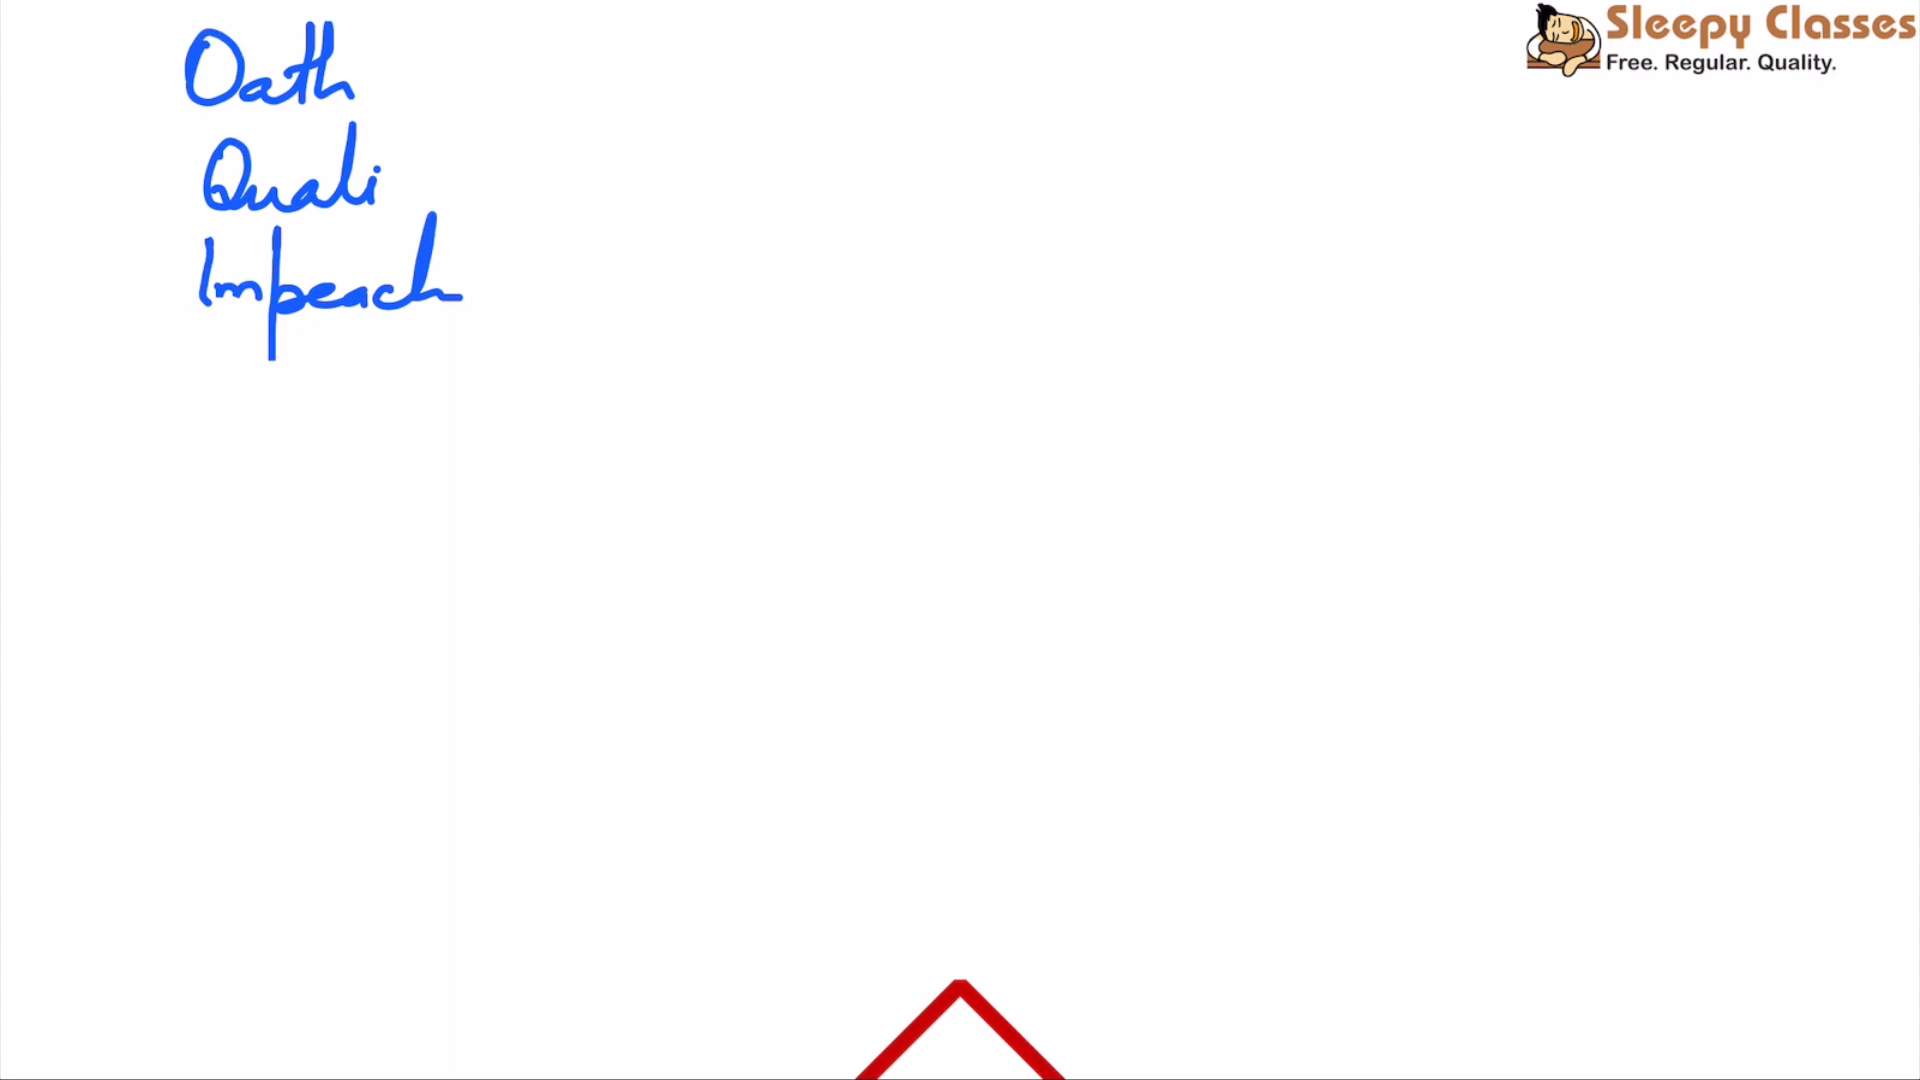 Oath
Quali
Impeach
Sleepy Classes
Free. Regular. Quality.